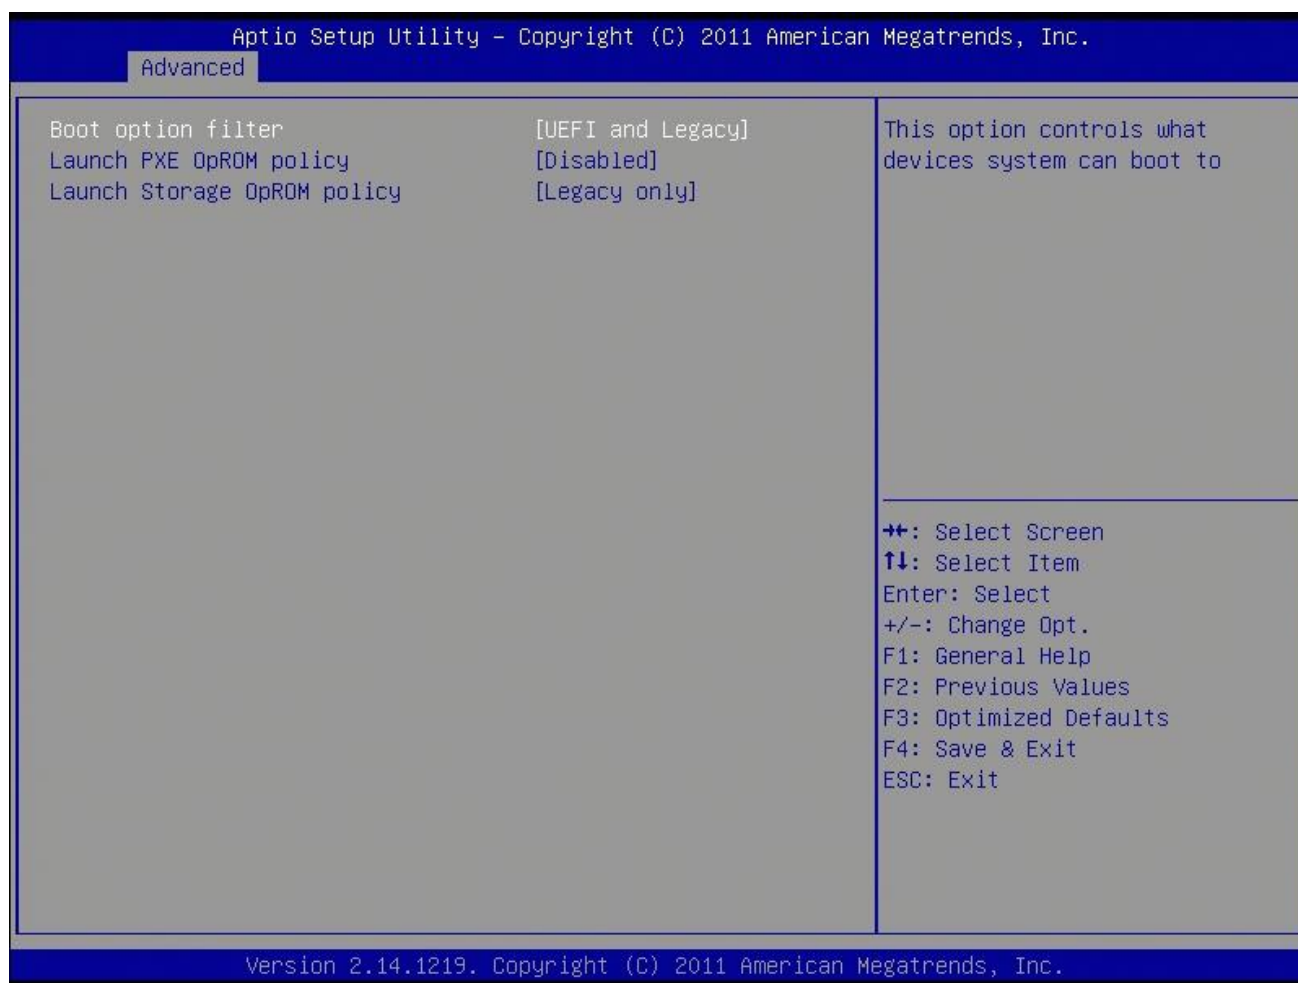 Aptio Setup Utility – Copyright (C) 2011 American Megatrends, Inc.
Advanced
Boot option filter [UEFI and Legacy]
Launch PXE OpROM policy [Disabled]
Launch Storage OpROM policy [Legacy only]
This option controls what
devices system can boot to
→←: Select Screen
↑↓: Select Item
Enter: Select
+/-: Change Opt.
F1: General Help
F2: Previous Values
F3: Optimized Defaults
F4: Save & Exit
ESC: Exit
Version 2.14.1219. Copyright (C) 2011 American Megatrends, Inc.